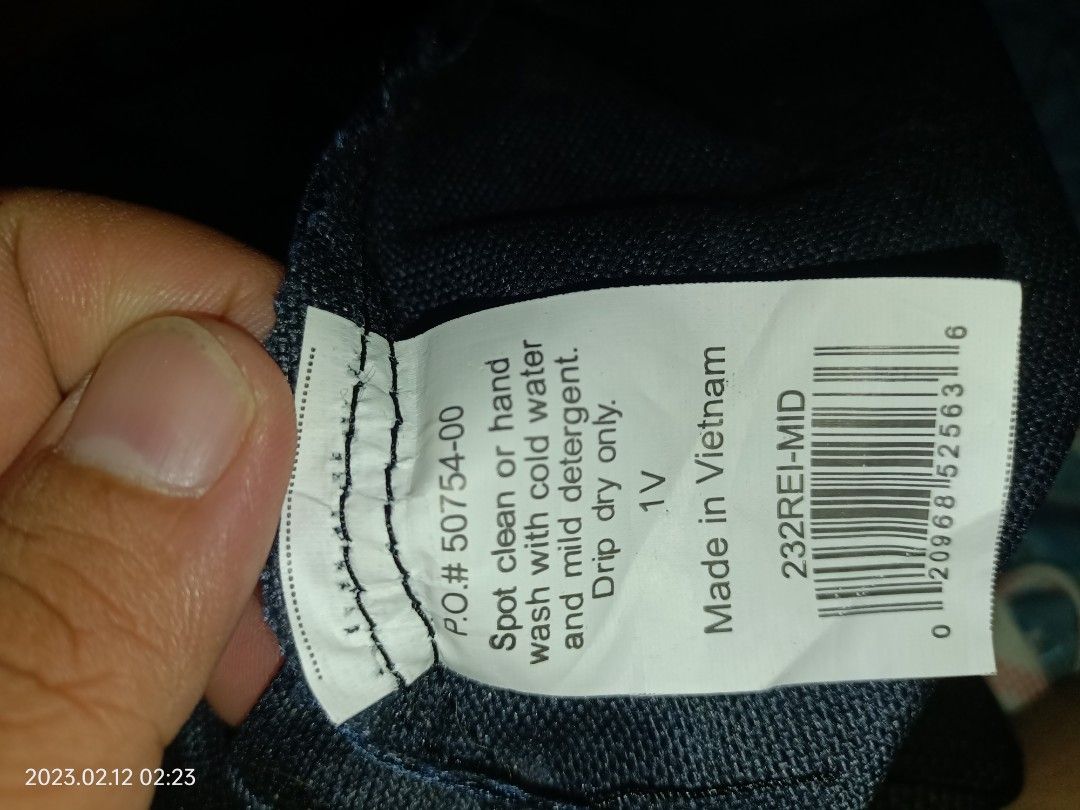 P.O.# 50754-00
Spot clean or hand
wash with cold water
and mild detergent.
Drip dry only.
1V
Made in Vietnam
232REI-MID
0 20968 52563 6
2023.02.12 02:23